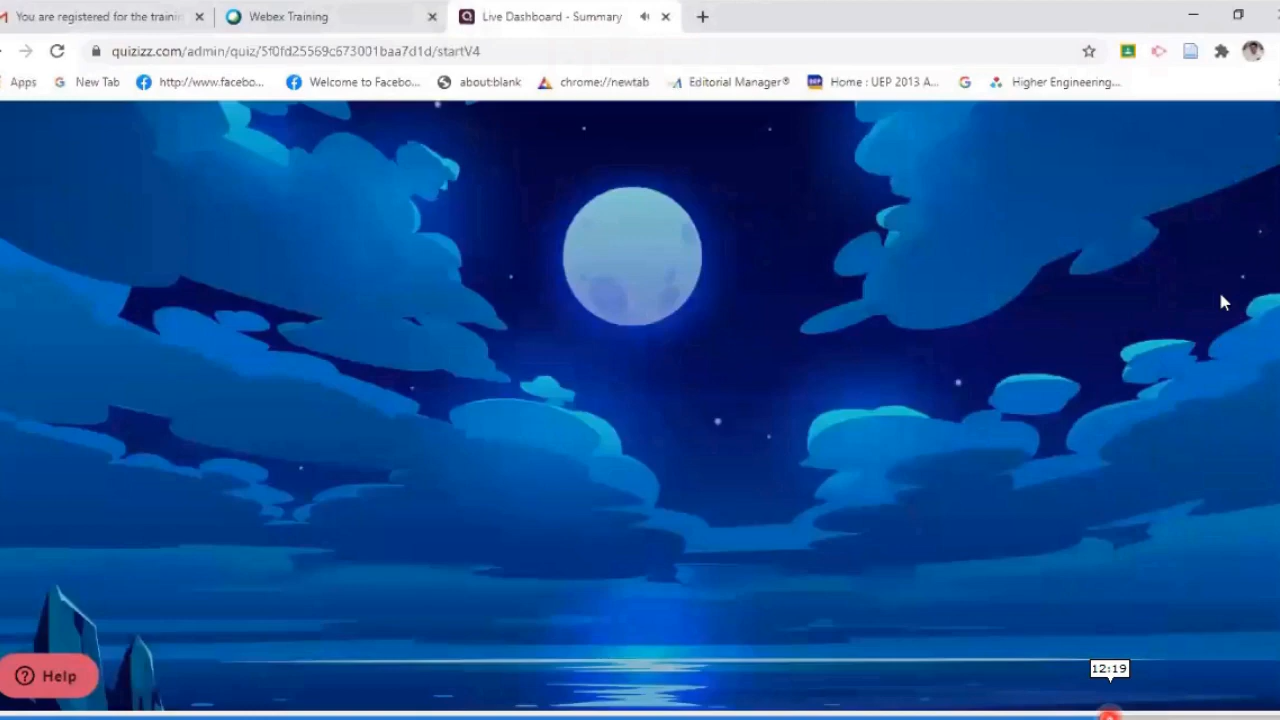 You are registered for the trainin
Webex Training
Live Dashboard - Summary
quizizz.com/admin/quiz/5f0fd25569c673001baa7d1d/startV4
Apps
New Tab
http://www.facebo...
Welcome to Facebo...
about:blank
chrome://newtab
Editorial Manager®
Home : UEP 2013 A...
Higher Engineering...
Help
12:19